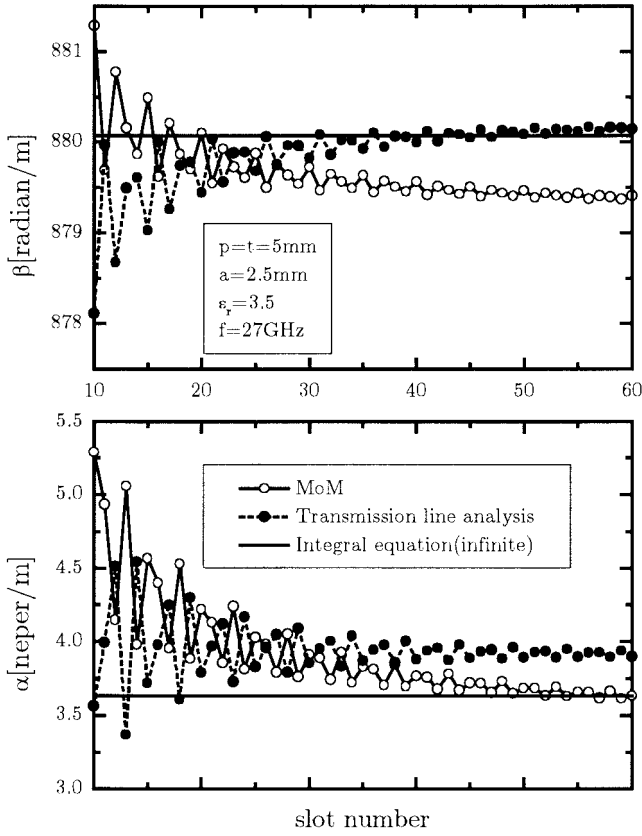 881
880
879
878
β[radian/m]
p=t=5mm
a=2.5mm
εr=3.5
f=27GHz
10 20 30 40 50 60
5.5
5.0
4.5
4.0
3.5
3.0
α[neper/m]
MoM
Transmission line analysis
Integral equation(infinite)
slot number